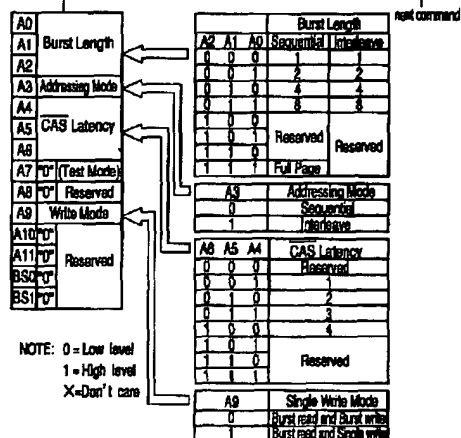 next command
A0
A1 Burst Length
A2
A3 Addressing Mode
A4
A5 CAS Latency
A6
A7 "0" (Test Mode)
A8 "0" Reserved
A9 Write Mode
A10 "0"
A11 "0" Reserved
BS0 "0"
BS1 "0"
NOTE: 0 = Low level
1 = High level
X=Don't care
Burst Length
A2 A1 A0 Sequential Interleave
0 0 0 1 1
0 0 1 2 2
0 1 0 4 4
0 1 1 8 8
1 0 0
1 0 1 Reserved Reserved
1 1 0
1 1 1 Full Page
A3 Addressing Mode
0 Sequential
1 Interleave
A6 A5 A4 CAS Latency
0 0 0 Reserved
0 0 1 1
0 1 0 2
0 1 1 3
1 0 0 4
1 0 1
1 1 0 Reserved
1 1 1
A9 Single Write Mode
0 Burst read and Burst write
1 Burst read and Single write